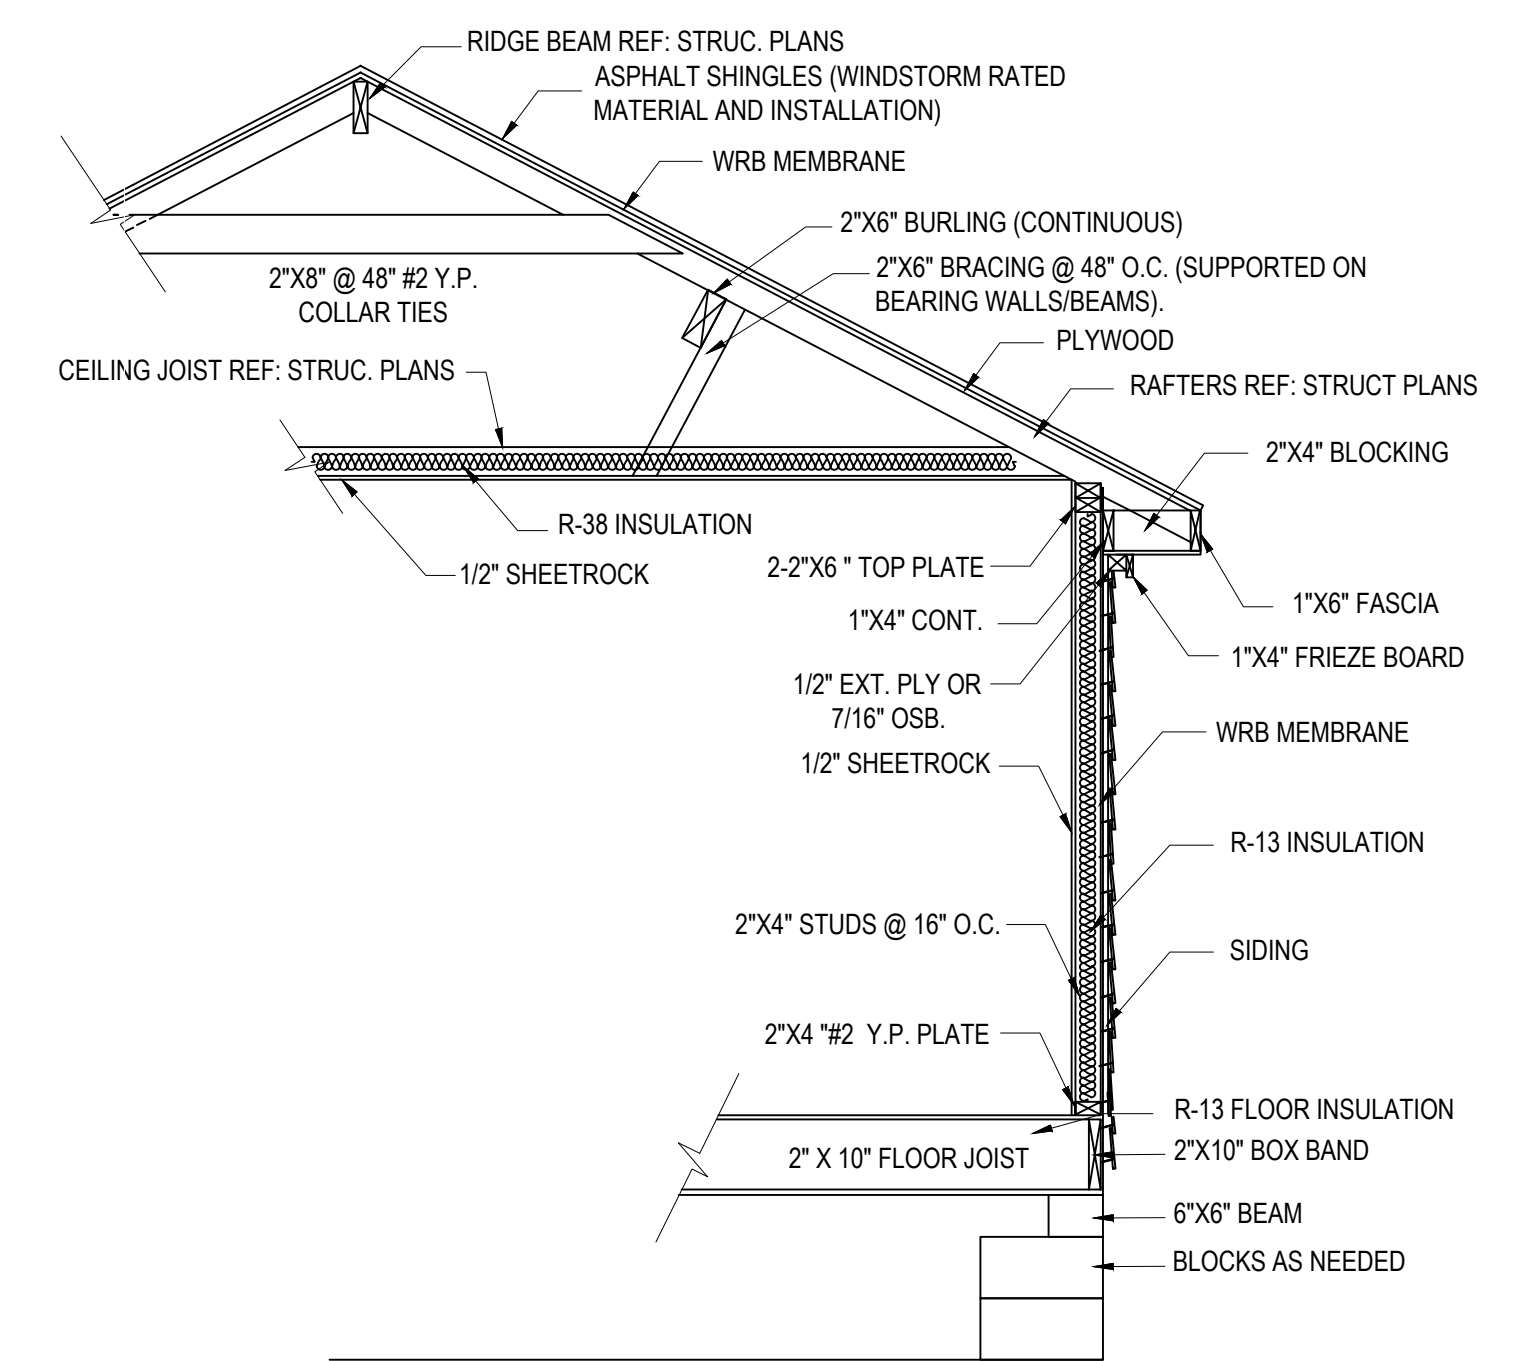 RIDGE BEAM REF: STRUC. PLANS
ASPHALT SHINGLES (WINDSTORM RATED
MATERIAL AND INSTALLATION)
WRB MEMBRANE
2"X6" BURLING (CONTINUOUS)
2"X6" BRACING @ 48" O.C. (SUPPORTED ON
BEARING WALLS/BEAMS).
2"X8" @ 48" #2 Y.P.
COLLAR TIES
PLYWOOD
CEILING JOIST REF: STRUC. PLANS
RAFTERS REF: STRUCT PLANS
2"X4" BLOCKING
R-38 INSULATION
1/2" SHEETROCK
2-2"X6 " TOP PLATE
1"X6" FASCIA
1"X4" CONT.
1"X4" FRIEZE BOARD
1/2" EXT. PLY OR
7/16" OSB.
WRB MEMBRANE
1/2" SHEETROCK
R-13 INSULATION
2"X4" STUDS @ 16" O.C.
SIDING
2"X4 "#2 Y.P. PLATE
R-13 FLOOR INSULATION
2" X 10" FLOOR JOIST
2"X10" BOX BAND
6"X6" BEAM
BLOCKS AS NEEDED